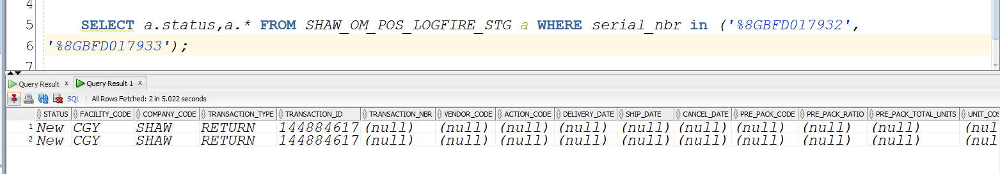 4
5 SELECT a.status,a.* FROM SHAW_OM_POS_LOGFIRE_STG a WHERE serial_nbr in ('%8GBFD017932',
6 '%8GBFD017933');
7
Query Result x Query Result 1 x
SQL | All Rows Fetched: 2 in 5.022 seconds
STATUS FACILITY_CODE COMPANY_CODE TRANSACTION_TYPE TRANSACTION_ID TRANSACTION_NBR VENDOR_CODE ACTION_CODE DELIVERY_DATE SHIP_DATE CANCEL_DATE PRE_PACK_CODE PRE_PACK_RATIO PRE_PACK_TOTAL_UNITS UNIT_COS
1 New CGY SHAW RETURN 144884617 (null) (null) (null) (null) (null) (null) (null) (null) (null) (nul
2 New CGY SHAW RETURN 144884617 (null) (null) (null) (null) (null) (null) (null) (null) (null) (nul